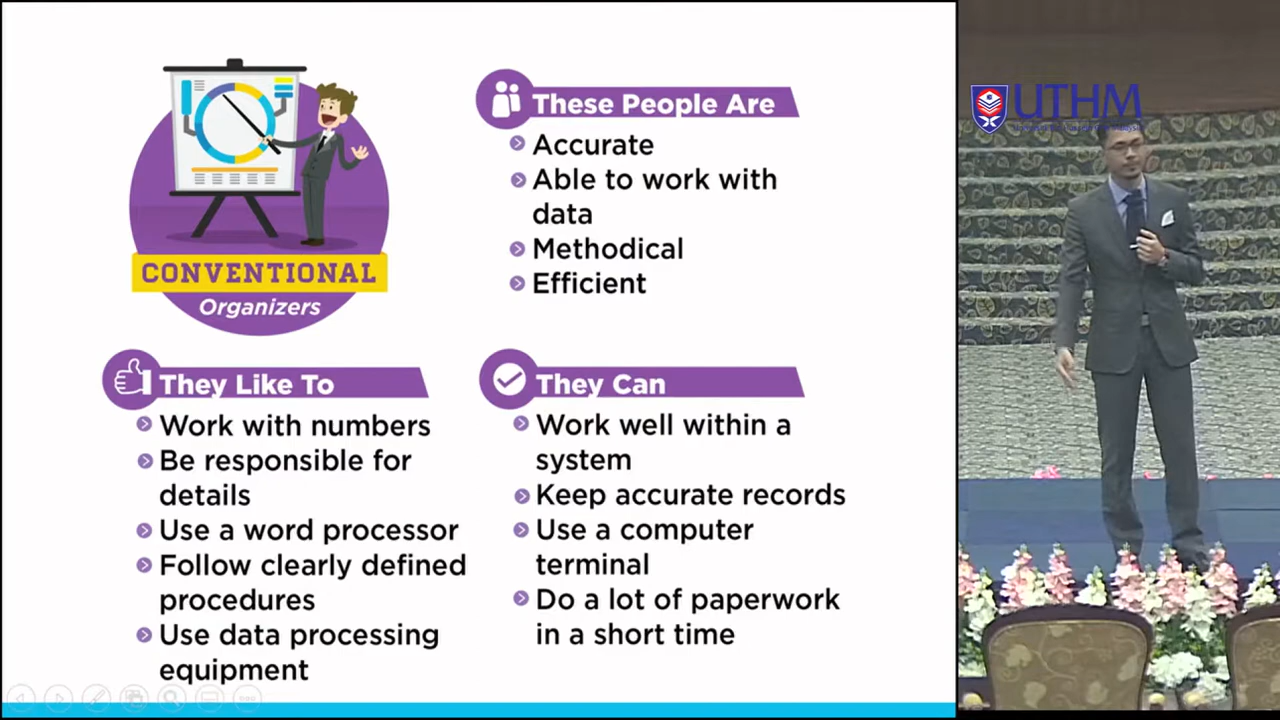 CONVENTIONAL
Organizers
These People Are
Accurate
Able to work with
data
Methodical
Efficient
They Like To
Work with numbers
Be responsible for
details
Use a word processor
Follow clearly defined
procedures
Use data processing
equipment
They Can
Work well within a
system
Keep accurate records
Use a computer
terminal
Do a lot of paperwork
in a short time
UTHM